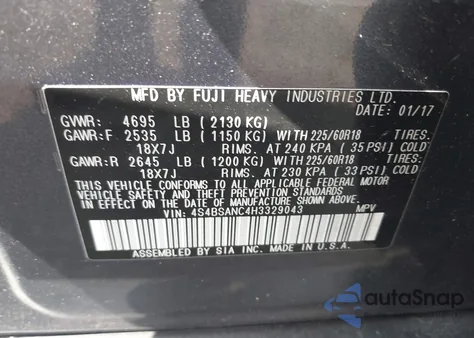 MFD BY FUJI HEAVY INDUSTRIES LTD.
DATE: 01/17
GVWR: 4695 LB (2130 KG)
GAWR:F 2535 LB (1150 KG) WITH 225/60R18 TIRES.
18X7J RIMS. AT 240 KPA (35 PSI) COLD
GAWR:R 2645 LB (1200 KG) WITH 225/60R18 TIRES.
18X7J RIMS. AT 230 KPA (33 PSI) COLD
THIS VEHICLE CONFORMS TO ALL APPLICABLE FEDERAL MOTOR
VEHICLE SAFETY AND THEFT PREVENTION STANDARDS IN
EFFECT ON THE DATE OF MANUFACTURE SHOWN ABOVE.
VIN: 4S4BSANC4H3329043 MPV
ASSEMBLED BY SIA INC. IN U.S.A.
autoSnap